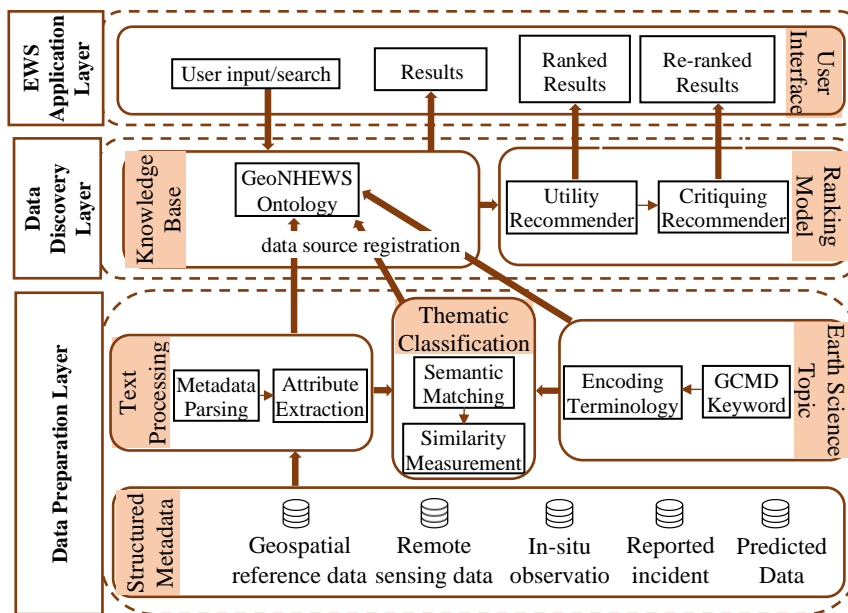 EWS
Application
Layer
User input/search
Results
Ranked
Results
Re-ranked
Results
User
Interface
Data
Discovery
Layer
Knowledge
Base
GeoNHEWS
Ontology
data source registration
Utility
Recommender
Critiquing
Recommender
Ranking
Model
Data Preparation Layer
Text
Processing
Metadata
Parsing
Attribute
Extraction
Thematic
Classification
Semantic
Matching
Similarity
Measurement
Encoding
Terminology
GCMD
Keyword
Earth Science
Topic
Structured
Metadata
Geospatial
reference data
Remote
sensing data
In-situ
observatio
Reported
incident
Predicted
Data